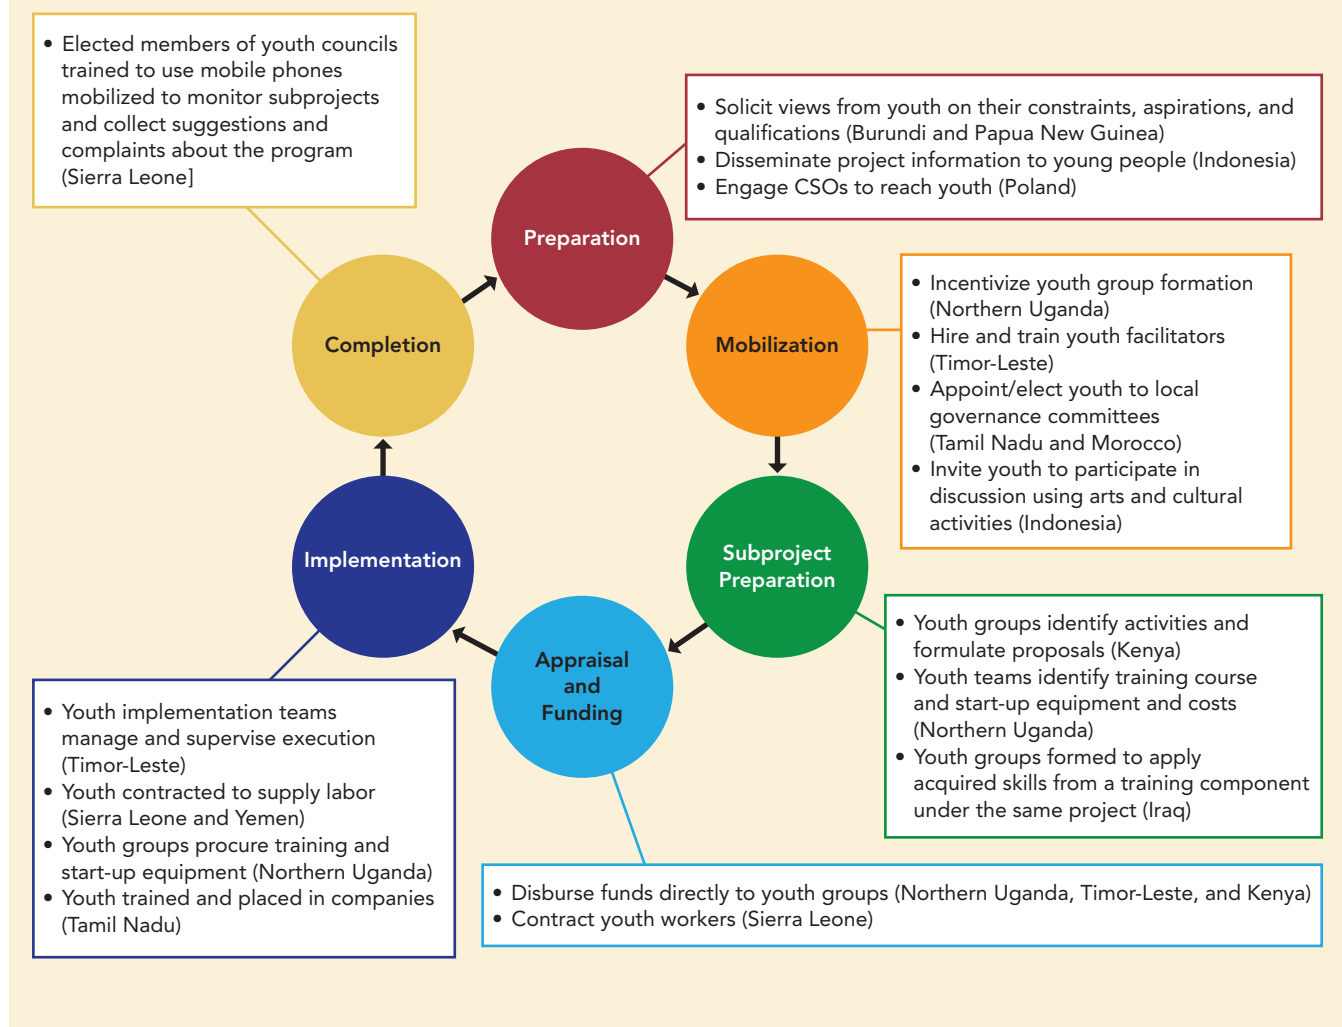 • Elected members of youth councils
trained to use mobile phones
mobilized to monitor subprojects
and collect suggestions and
complaints about the program
(Sierra Leone]
• Solicit views from youth on their constraints, aspirations, and
qualifications (Burundi and Papua New Guinea)
• Disseminate project information to young people (Indonesia)
• Engage CSOs to reach youth (Poland)
Preparation
• Incentivize youth group formation
(Northern Uganda)
• Hire and train youth facilitators
(Timor-Leste)
• Appoint/elect youth to local
governance committees
(Tamil Nadu and Morocco)
• Invite youth to participate in
discussion using arts and cultural
activities (Indonesia)
Mobilization
Completion
Subproject
Preparation
Implementation
• Youth groups identify activities and
formulate proposals (Kenya)
• Youth teams identify training course
and start-up equipment and costs
(Northern Uganda)
• Youth groups formed to apply
acquired skills from a training component
under the same project (Iraq)
Appraisal
and
Funding
• Youth implementation teams
manage and supervise execution
(Timor-Leste)
• Youth contracted to supply labor
(Sierra Leone and Yemen)
• Youth groups procure training and
start-up equipment (Northern Uganda)
• Youth trained and placed in companies
(Tamil Nadu)
• Disburse funds directly to youth groups (Northern Uganda, Timor-Leste, and Kenya)
• Contract youth workers (Sierra Leone)